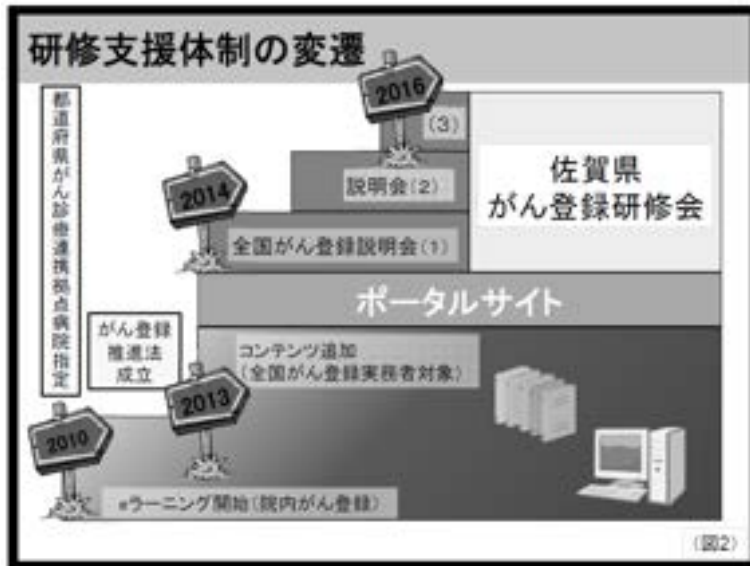 研修支援体制の変遷
都道府県がん診療連携拠点病院指定
2016
(3)
2014
説明会(2)
全国がん登録説明会(1)
佐賀県
がん登録研修会
ポータルサイト
がん登録
推進法
成立
2013
コンテンツ追加
(全国がん登録実務者対象)
2010
eラーニング開始(院内がん登録)
(図2)